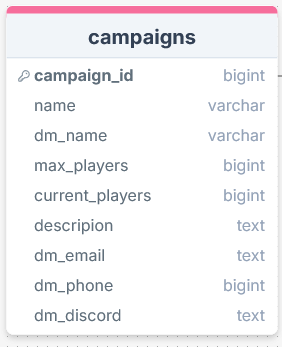 campaigns
campaign_id bigint
name varchar
dm_name varchar
max_players bigint
current_players bigint
descripion text
dm_email text
dm_phone bigint
dm_discord text